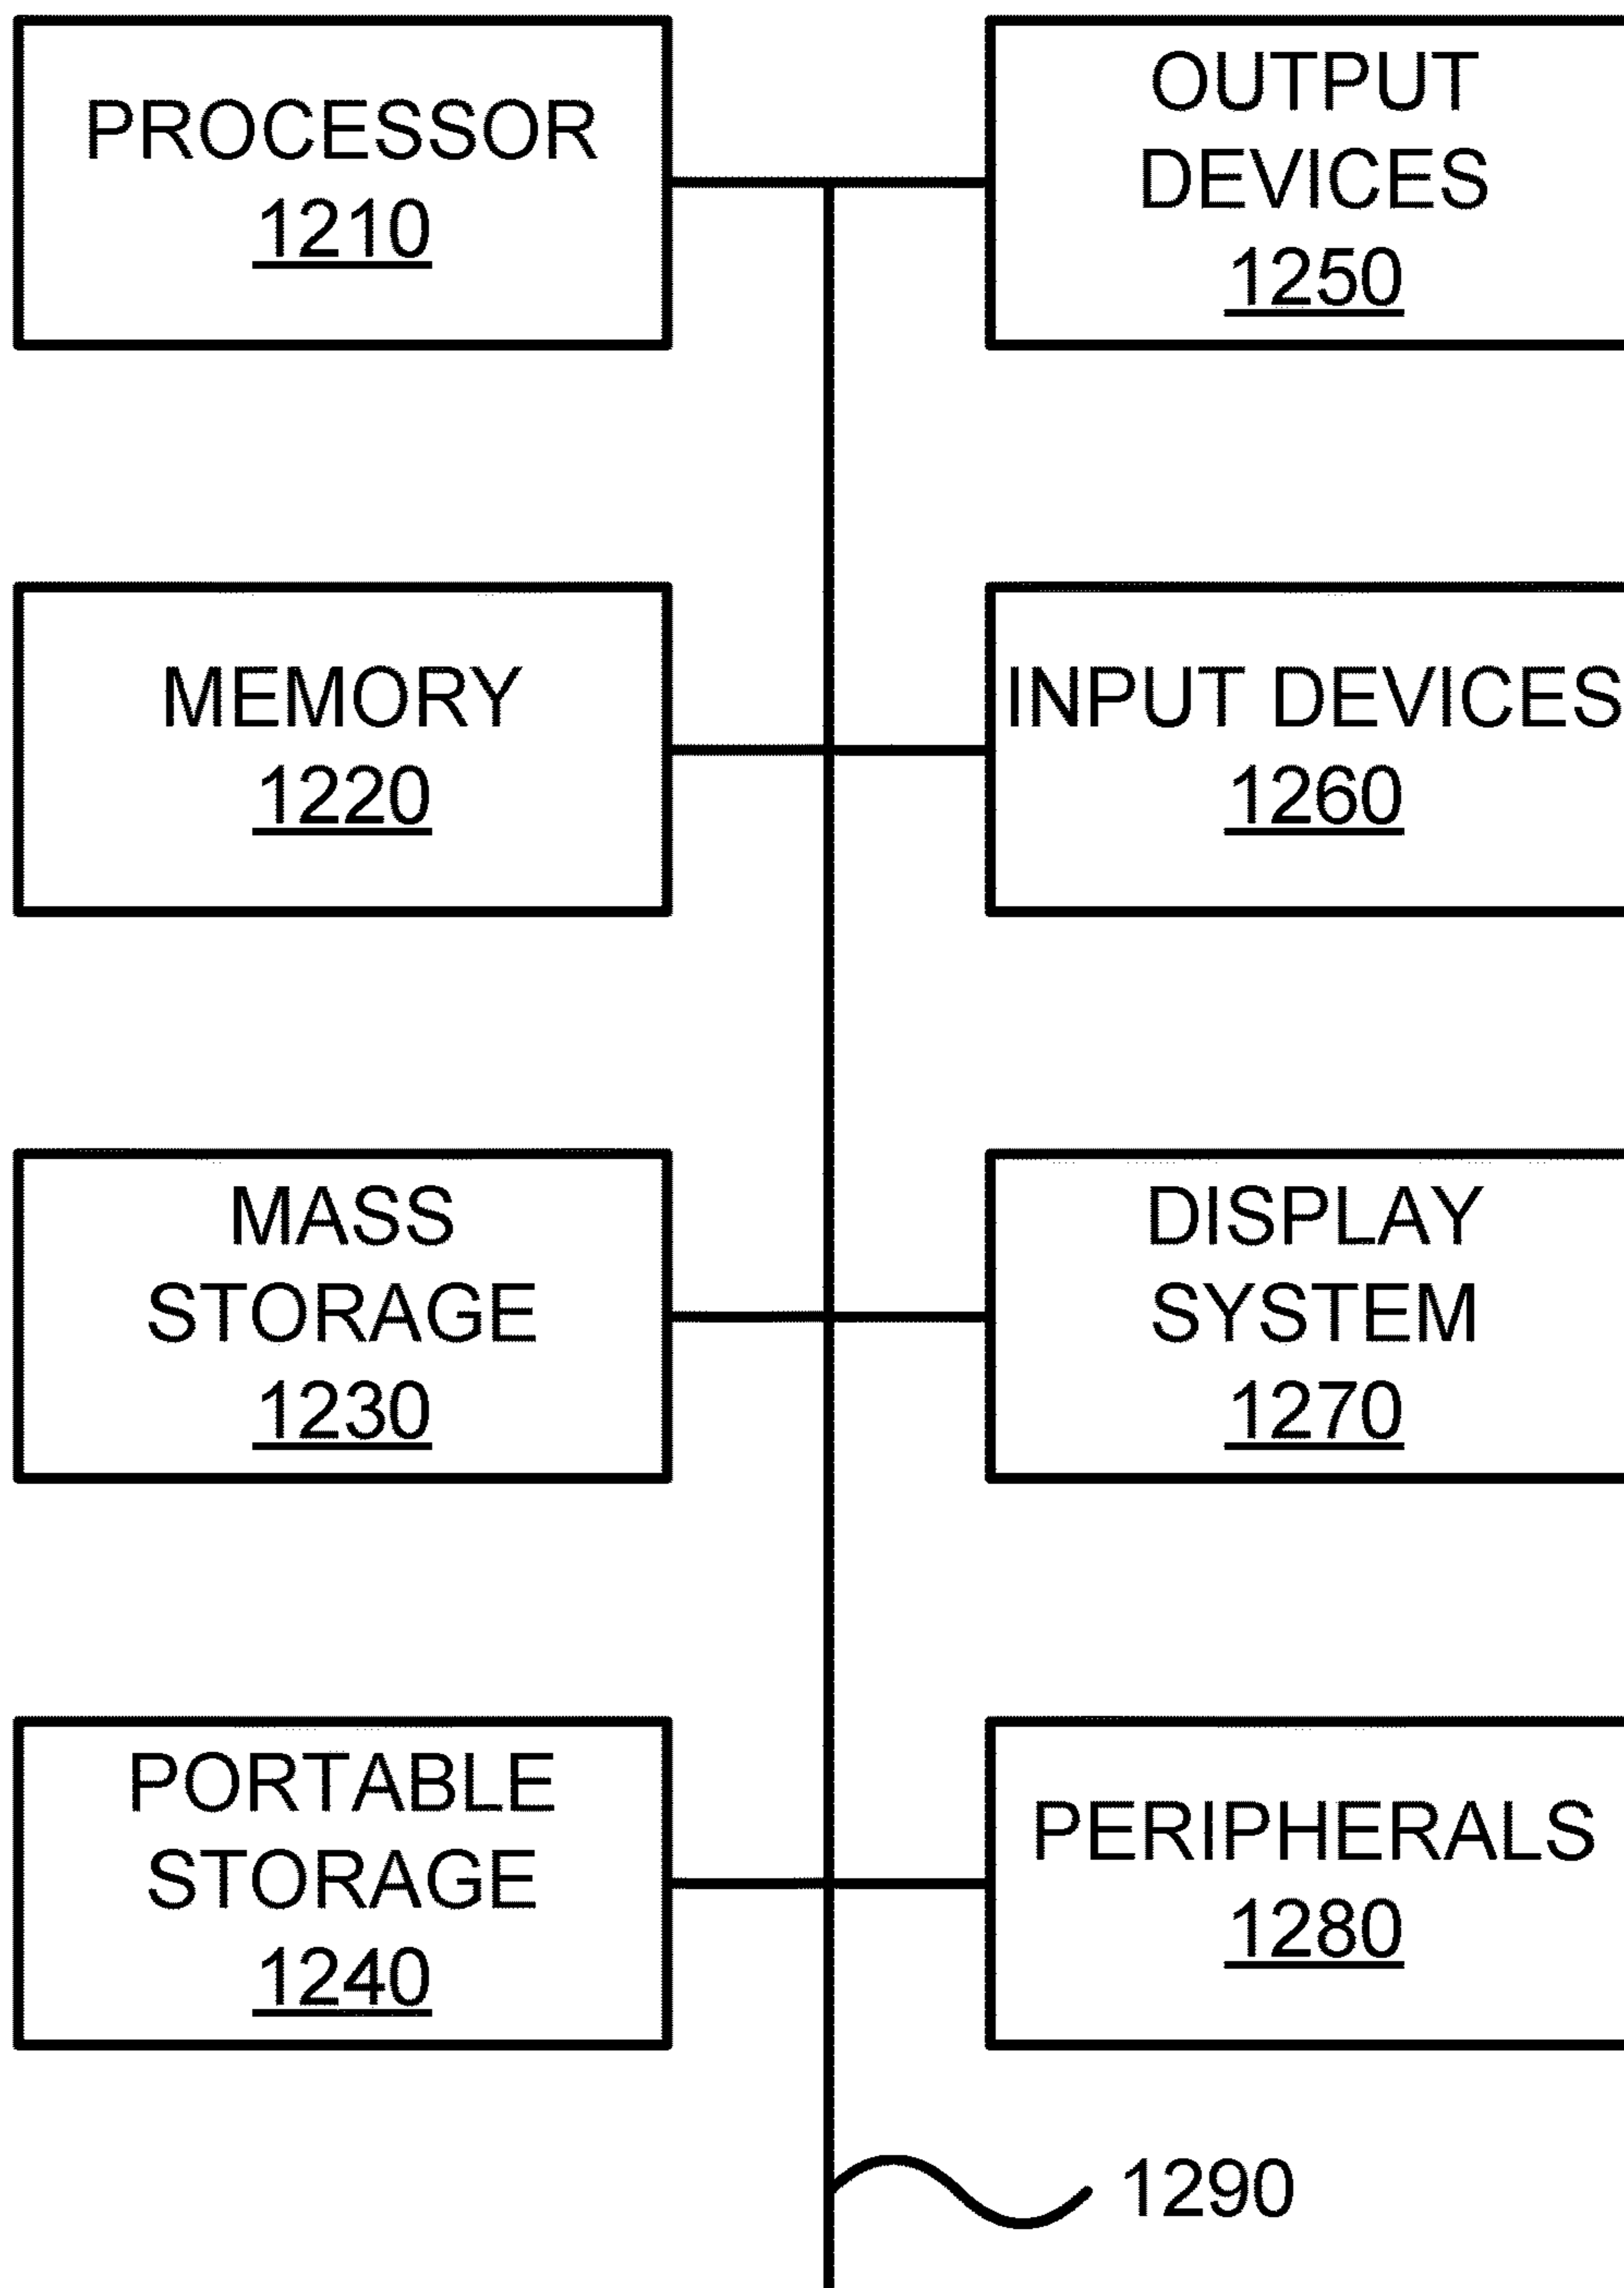 PROCESSOR
1210
OUTPUT
DEVICES
1250
MEMORY
1220
INPUT DEVICES
1260
MASS
STORAGE
1230
DISPLAY
SYSTEM
1270
PORTABLE
STORAGE
1240
PERIPHERALS
1280
1290